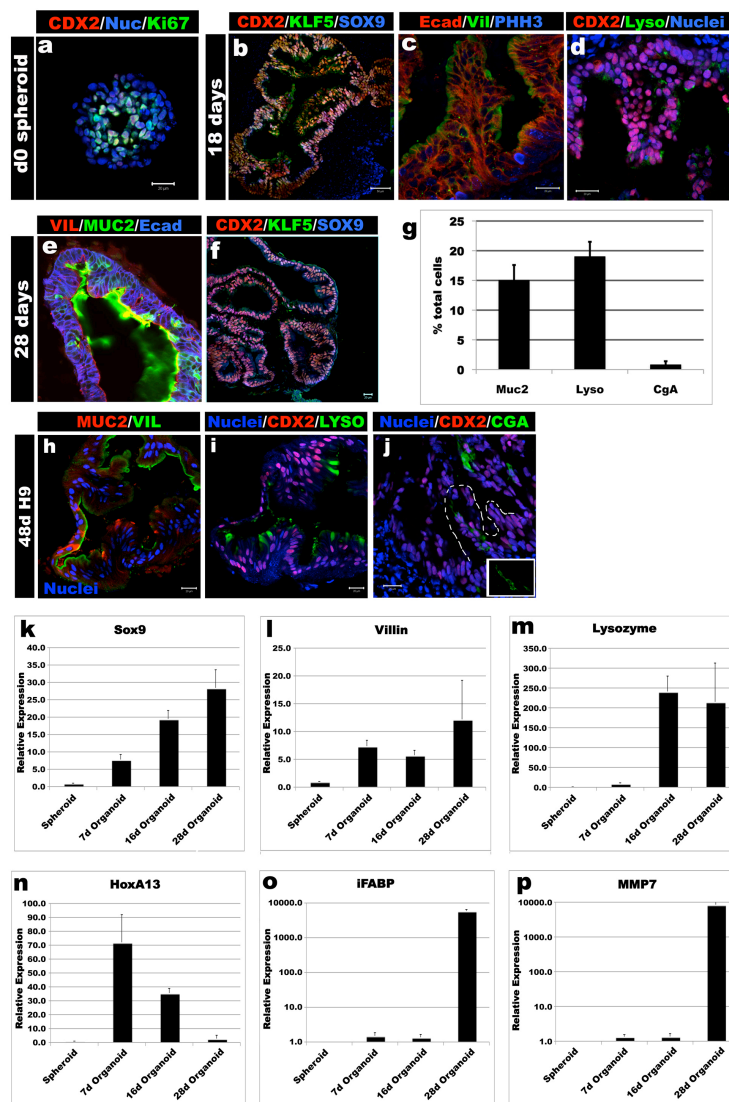 CDX2/Nuc/Ki67
CDX2/KLF5/SOX9
Ecad/Vil/PHH3
CDX2/Lyso/Nuclei
d0 spheroid
a
18 days
b
c
d
VIL/MUC2/Ecad
CDX2/KLF5/SOX9
28 days
e
f
g
% total cells
25
20
15
10
5
0
Muc2
Lyso
CgA
MUC2/VIL
Nuclei/CDX2/LYSO
Nuclei/CDX2/CGA
48d H9
h
Nuclei
i
j
k
Sox9
Relative Expression
40.0
35.0
30.0
25.0
20.0
15.0
10.0
5.0
0.0
Spheroid
7d Organoid
16d Organoid
28d Organoid
l
Villin
Relative Expression
25.0
20.0
15.0
10.0
5.0
0.0
Spheroid
7d Organoid
16d Organoid
28d Organoid
m
Lysozyme
Relative Expression
350.0
300.0
250.0
200.0
150.0
100.0
50.0
0.0
Spheroid
7d Organoid
16d Organoid
28d Organoid
n
HoxA13
Relative Expression
100.0
90.0
80.0
70.0
60.0
50.0
40.0
30.0
20.0
10.0
0.0
Spheroid
7d Organoid
16d Organoid
28d Organoid
o
iFABP
Relative Expression
10000.0
1000.0
100.0
10.0
1.0
Spheroid
7d Organoid
16d Organoid
28d Organoid
p
MMP7
Relative Expression
10000.0
1000.0
100.0
10.0
1.0
Spheroid
7d Organoid
16d Organoid
28d Organoid